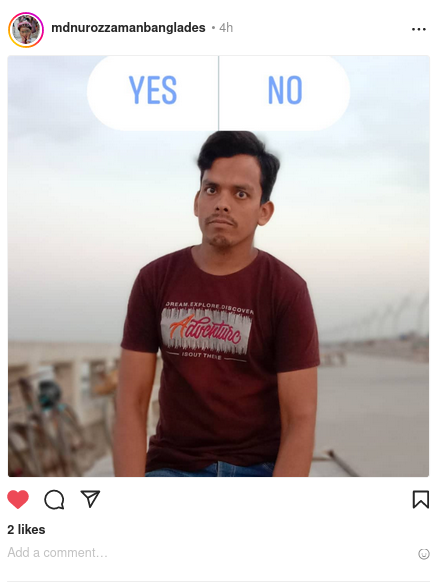 mdnurozzamanbanglades • 4h
YES NO
DREAM.EXPLORE.DISCOVER
Adventure
2 likes
Add a comment…